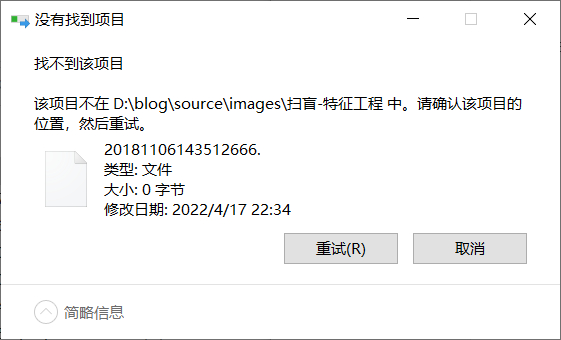 没有找到项目
找不到该项目
该项目不在 D:\blog\source\images\扫盲-特征工程 中。请确认该项目的
位置，然后重试。
20181106143512666.
类型: 文件
大小: 0 字节
修改日期: 2022/4/17 22:34
重试(R)
取消
简略信息